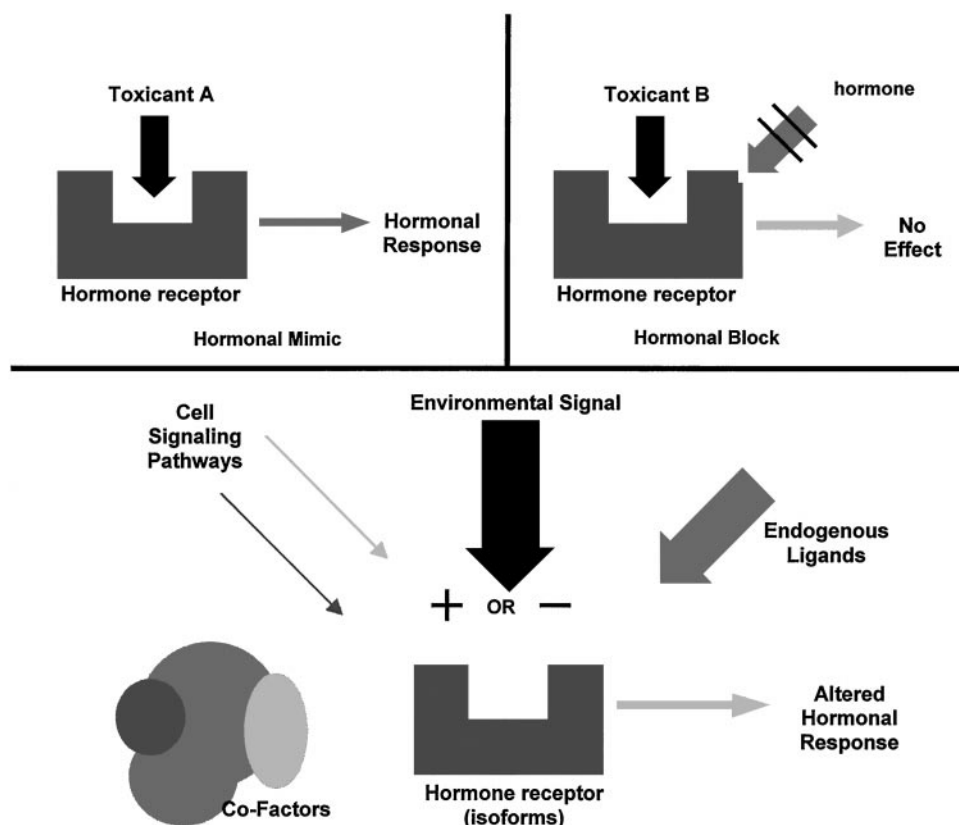 Toxicant A
Hormonal
Response
Hormone receptor
Hormonal Mimic
Toxicant B
hormone
No
Effect
Hormone receptor
Hormonal Block
Environmental Signal
Cell
Signaling
Pathways
Endogenous
Ligands
+ OR −
Altered
Hormonal
Response
Co-Factors
Hormone receptor
(isoforms)